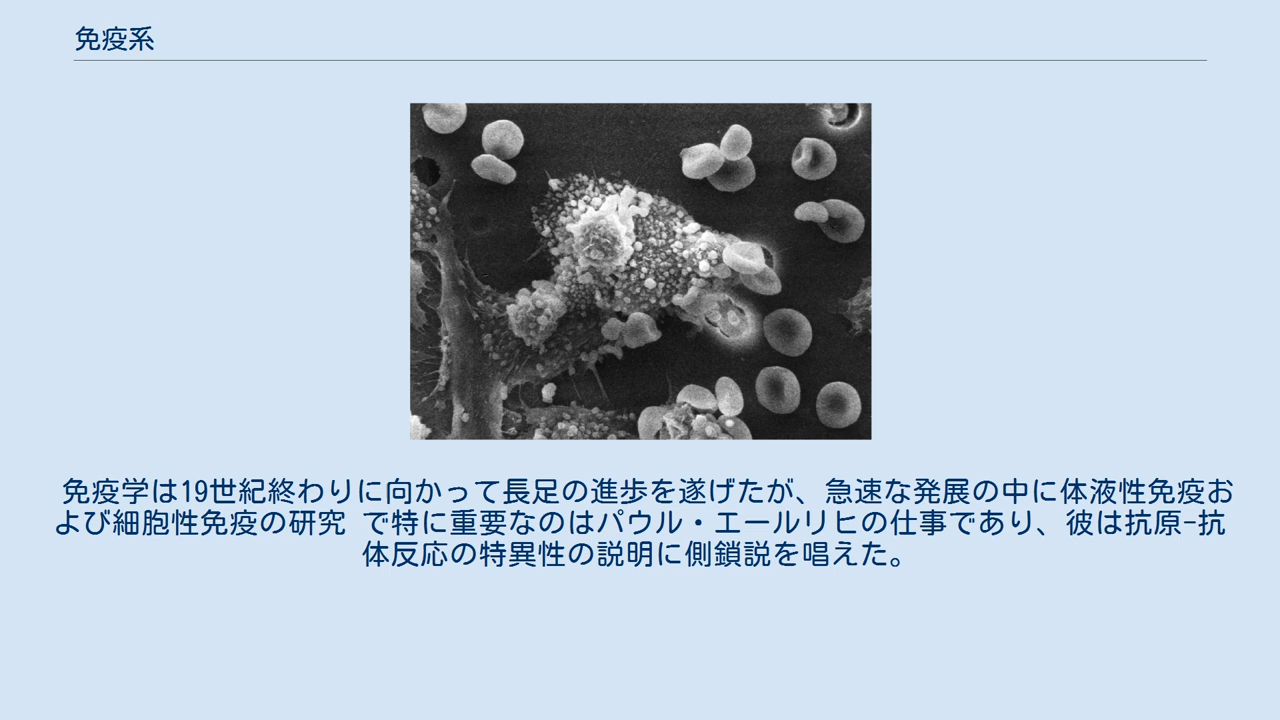 免疫系
免疫学は19世紀終わりに向かって長足の進歩を遂げたが、急速な発展の中に体液性免疫お
よび細胞性免疫の研究 で特に重要なのはパウル・エールリヒの仕事であり、彼は抗原-抗
体反応の特異性の説明に側鎖説を唱えた。